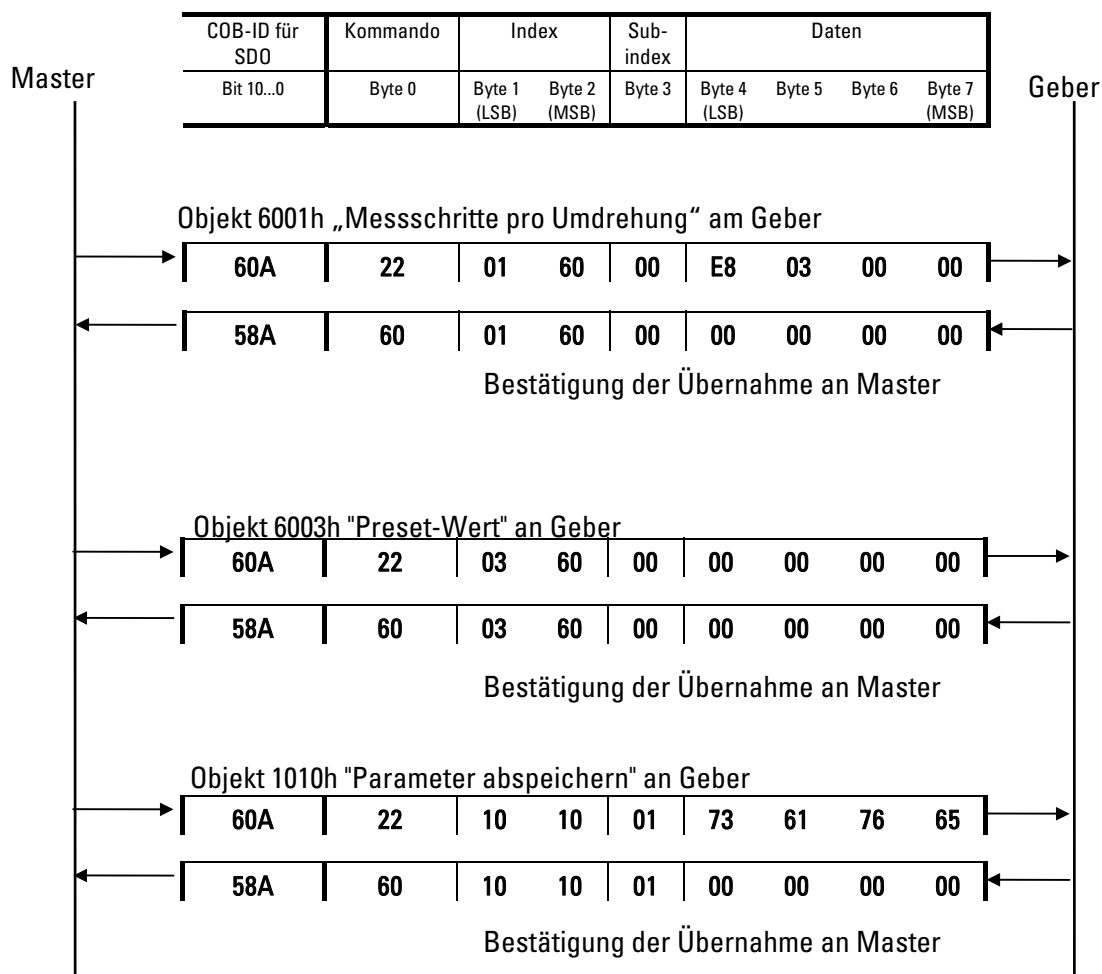 COB-ID für SDO Kommando Index Sub-index Daten
Master Geber
Bit 10...0 Byte 0 Byte 1 (LSB) Byte 2 (MSB) Byte 3 Byte 4 (LSB) Byte 5 Byte 6 Byte 7 (MSB)
Objekt 6001h „Messschritte pro Umdrehung“ am Geber
60A 22 01 60 00 E8 03 00 00
58A 60 01 60 00 00 00 00 00
Bestätigung der Übernahme an Master
Objekt 6003h "Preset-Wert" an Geber
60A 22 03 60 00 00 00 00 00
58A 60 03 60 00 00 00 00 00
Bestätigung der Übernahme an Master
Objekt 1010h "Parameter abspeichern" an Geber
60A 22 10 10 01 73 61 76 65
58A 60 10 10 01 00 00 00 00
Bestätigung der Übernahme an Master